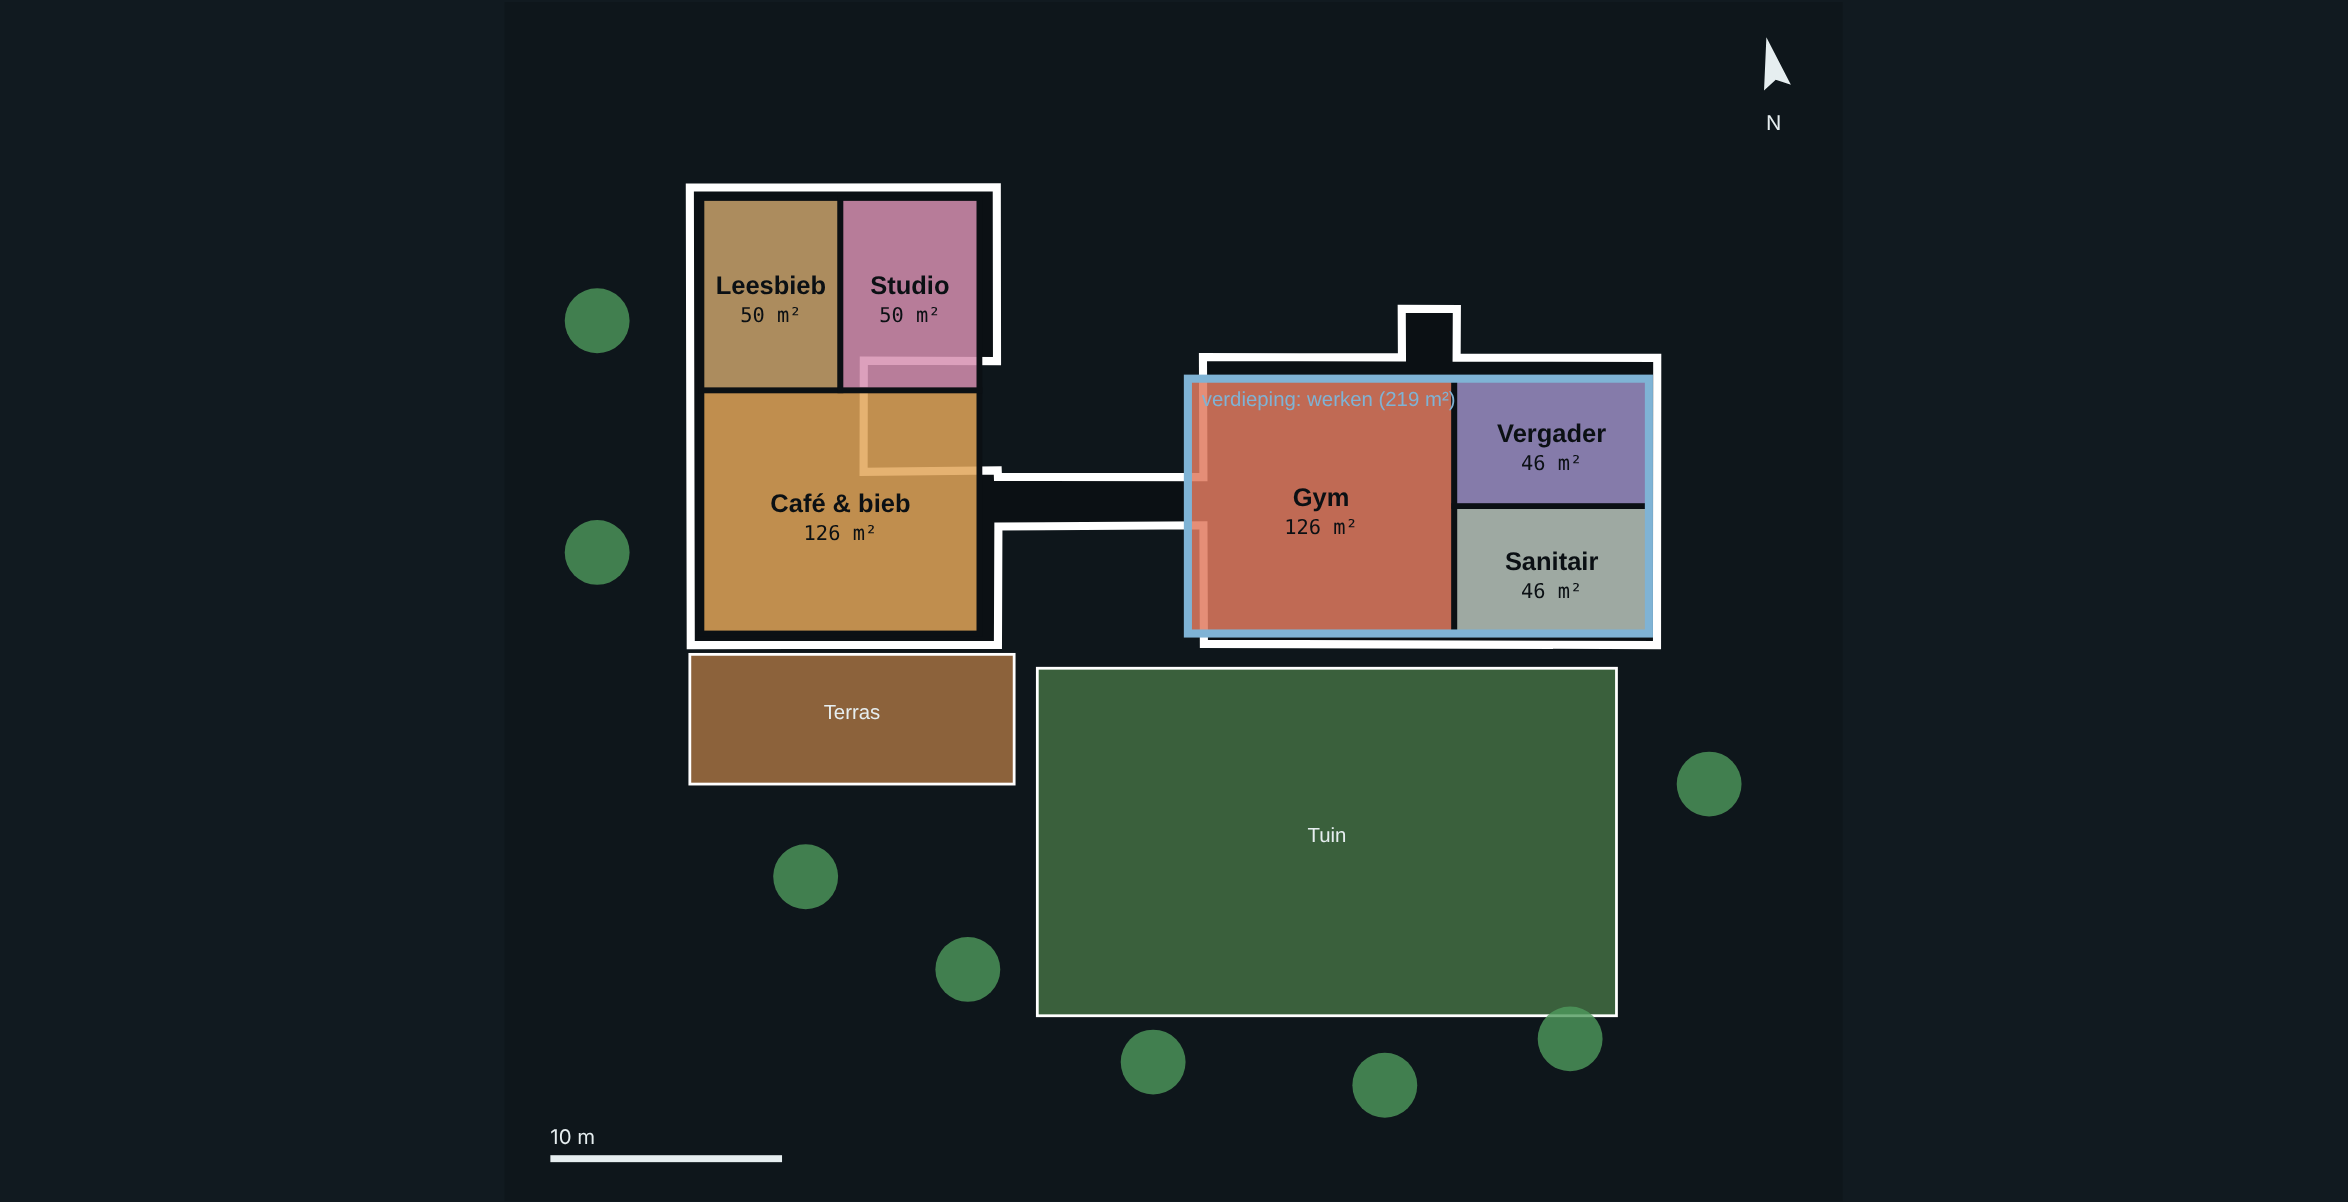 N
Leesbieb
50 m²
Studio
50 m²
verdieping: werken (219 m²)
Vergader
46 m²
Café & bieb
126 m²
Gym
126 m²
Sanitair
46 m²
Terras
Tuin
10 m